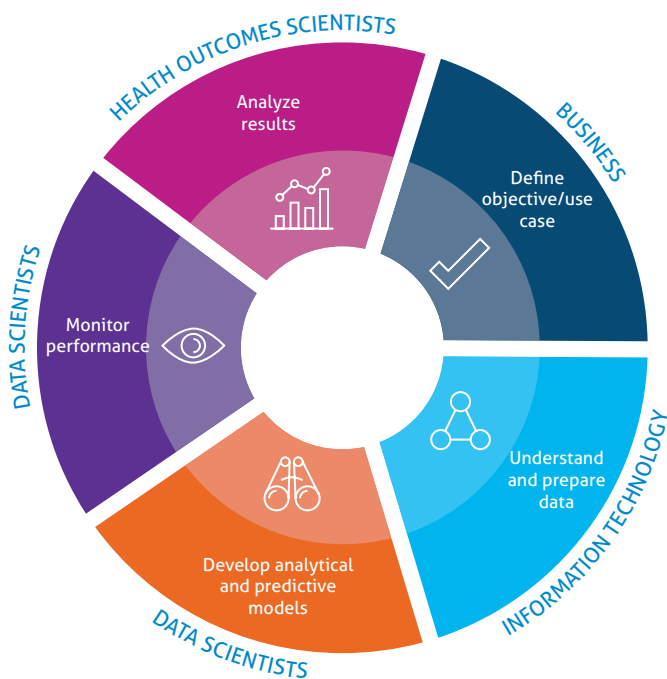 HEALTH OUTCOMES SCIENTISTS
Analyze
results
BUSINESS
Define
objective/use
case
DATA SCIENTISTS
Monitor
performance
Understand
and prepare
data
INFORMATION TECHNOLOGY
Develop analytical
and predictive
models
DATA SCIENTISTS